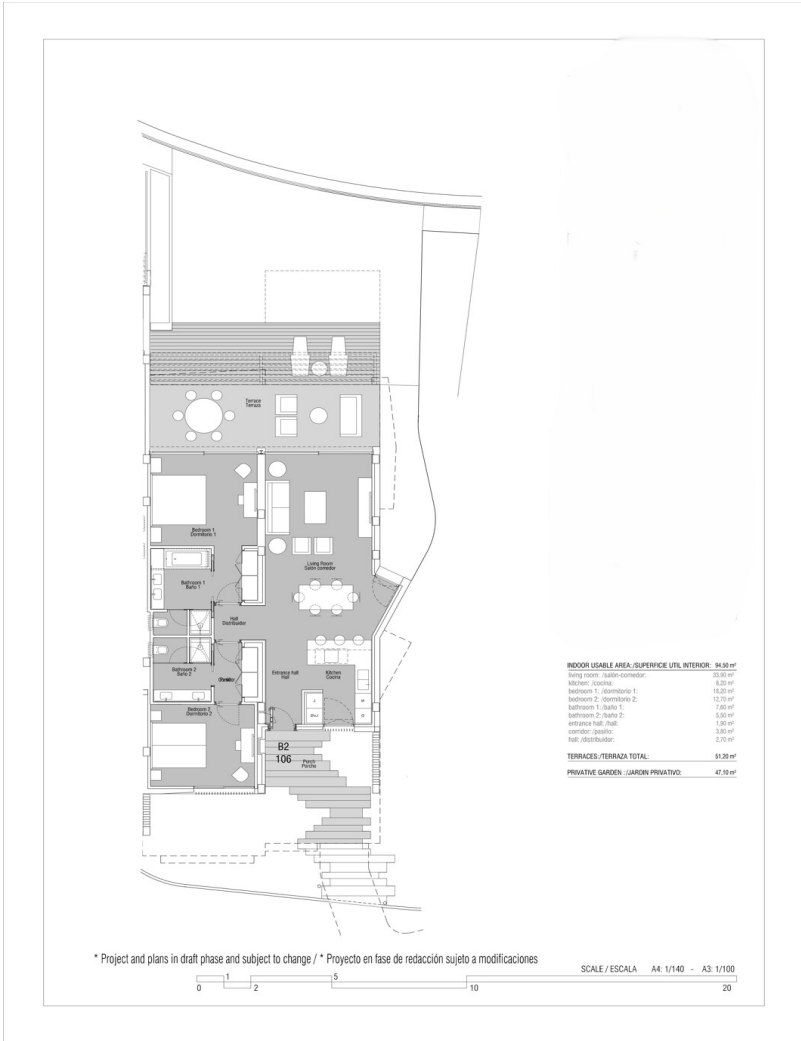 Terrace
Terraza
Bedroom 1
Dormitorio 1
Living Room
Salón comedor
Bathroom 1
Baño 1
Hall
Distribuidor
Bathroom 2
Baño 2
Entrance hall
Hall
Kitchen
Cocina
Bedroom 2
Dormitorio 2
B2
106
Porch
Porche
INDOOR USABLE AREA:/SUPERFICIE UTIL INTERIOR: 94,50 m²
living room: /salón-comedor: 33,90 m²
kitchen: /cocina: 8,20 m²
bedroom 1: /dormitorio 1: 18,20 m²
bedroom 2: /dormitorio 2: 12,70 m²
bathroom 1:/baño 1: 7,60 m²
bathroom 2:/baño 2: 5,50 m²
entrance hall :/hall: 1,90 m²
corridor :/pasillo: 3,80 m²
hall :/distribuidor: 2,70 m²
TERRACES:/TERRAZA TOTAL: 51,20 m²
PRIVATIVE GARDEN :/JARDIN PRIVATIVO: 47,10 m²
* Project and plans in draft phase and subject to change / * Proyecto en fase de redacción sujeto a modificaciones
SCALE / ESCALA A4: 1/140 - A3: 1/100
1 5
0 2 10 20